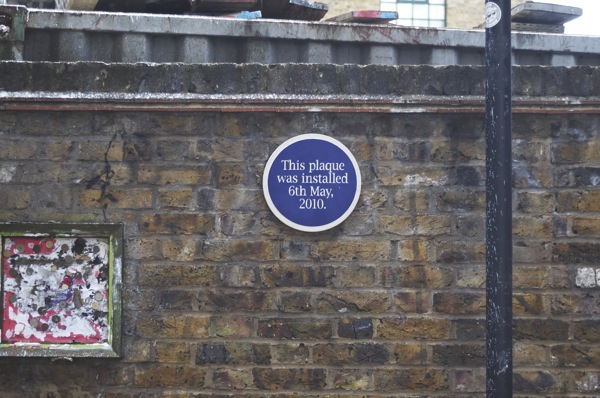 This plaque
was installed
6th May,
2010.